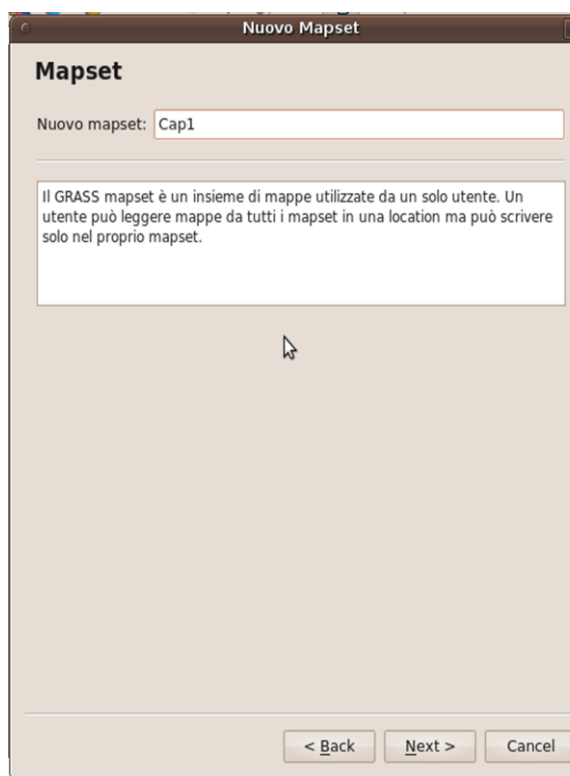 Nuovo Mapset
Mapset
Nuovo mapset: Cap1
Il GRASS mapset è un insieme di mappe utilizzate da un solo utente. Un
utente può leggere mappe da tutti i mapset in una location ma può scrivere
solo nel proprio mapset.
< Back Next > Cancel